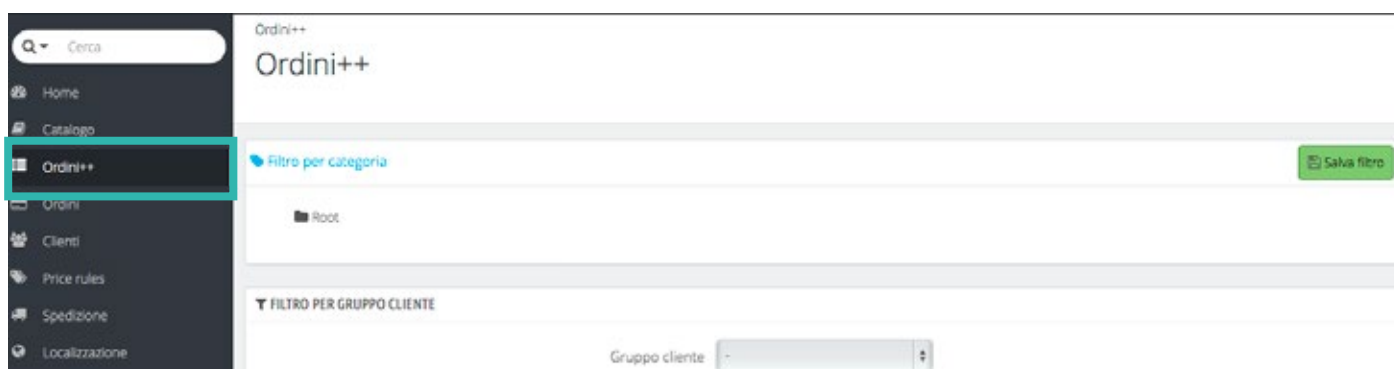 Cerca
Home
Catalogo
Ordini++
Ordini
Clienti
Price rules
Spedizione
Localizzazione
Ordini++
Ordini++
Filtro per categoria
Salva filtro
Root
FILTRO PER GRUPPO CLIENTE
Gruppo cliente -